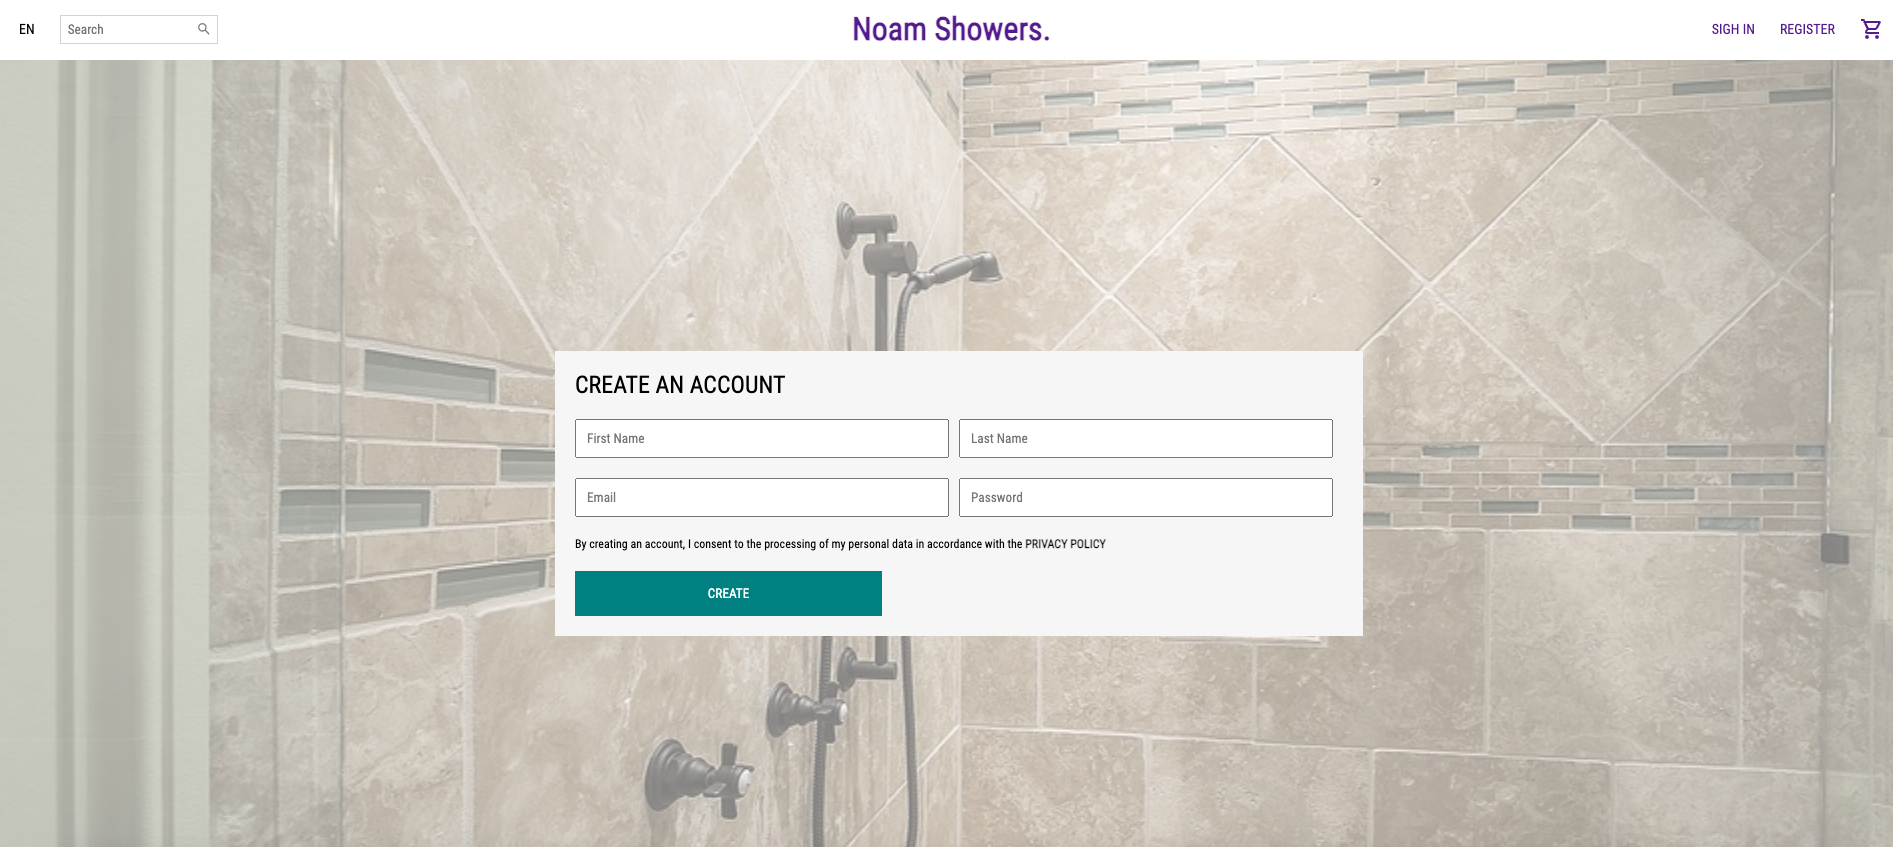 EN
Search
Noam Showers.
SIGH IN
REGISTER
CREATE AN ACCOUNT
First Name
Last Name
Email
Password
By creating an account, I consent to the processing of my personal data in accordance with the PRIVACY POLICY
CREATE